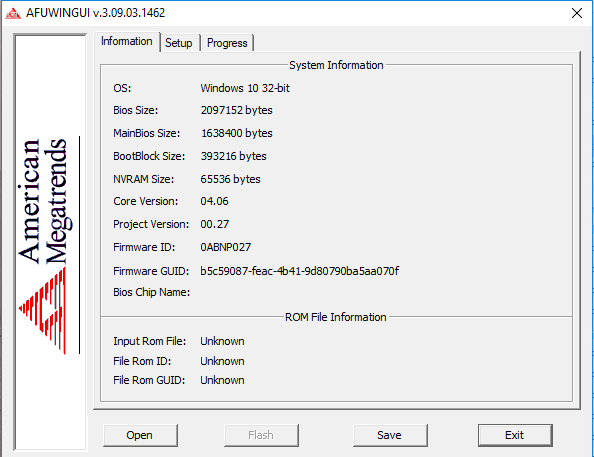 AFUWINGUI v.3.09.03.1462
American
Megatrends
Information Setup Progress
System Information
OS: Windows 10 32-bit
Bios Size: 2097152 bytes
MainBios Size: 1638400 bytes
BootBlock Size: 393216 bytes
NVRAM Size: 65536 bytes
Core Version: 04.06
Project Version: 00.27
Firmware ID: 0ABNP027
Firmware GUID: b5c59087-feac-4b41-9d80790ba5aa070f
Bios Chip Name:
ROM File Information
Input Rom File: Unknown
File Rom ID: Unknown
File Rom GUID: Unknown
Open Flash Save Exit